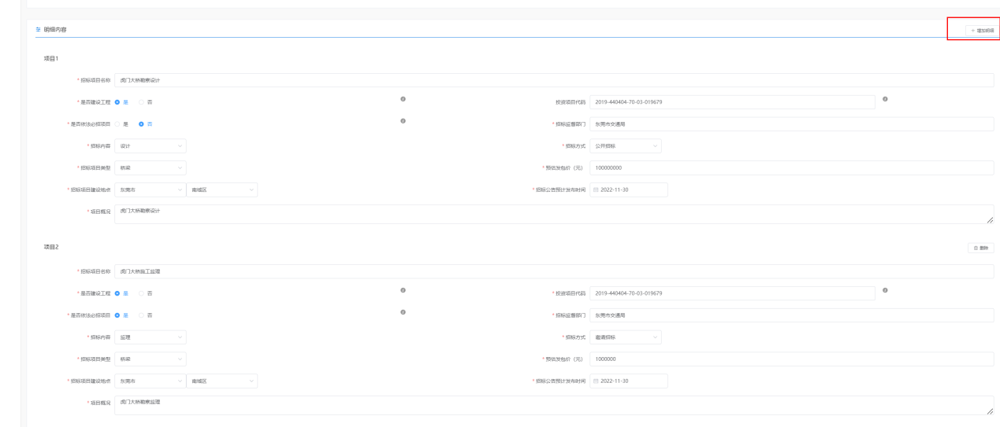 明细内容
+ 增加明细
项目1
* 招标项目名称 虎门大桥勘察设计
* 是否建设工程 是 否 投资项目代码 2019-440404-70-03-019679
* 是否依法必招项目 是 否 * 招标监督部门 东莞市交通局
* 招标内容 设计 * 招标方式 公开招标
* 招标项目类型 桥梁 * 预估发包价（元） 100000000
* 招标项目建设地点 东莞市 南城区 * 招标公告预计发布时间 2022-11-30
* 项目概况 虎门大桥勘察设计
项目2 删除
* 招标项目名称 虎门大桥施工监理
* 是否建设工程 是 否 * 投资项目代码 2019-440404-70-03-019679
* 是否依法必招项目 是 否 * 招标监督部门 东莞市交通局
* 招标内容 监理 * 招标方式 邀请招标
* 招标项目类型 桥梁 * 预估发包价（元） 1000000
* 招标项目建设地点 东莞市 南城区 * 招标公告预计发布时间 2022-11-30
* 项目概况 虎门大桥勘察监理